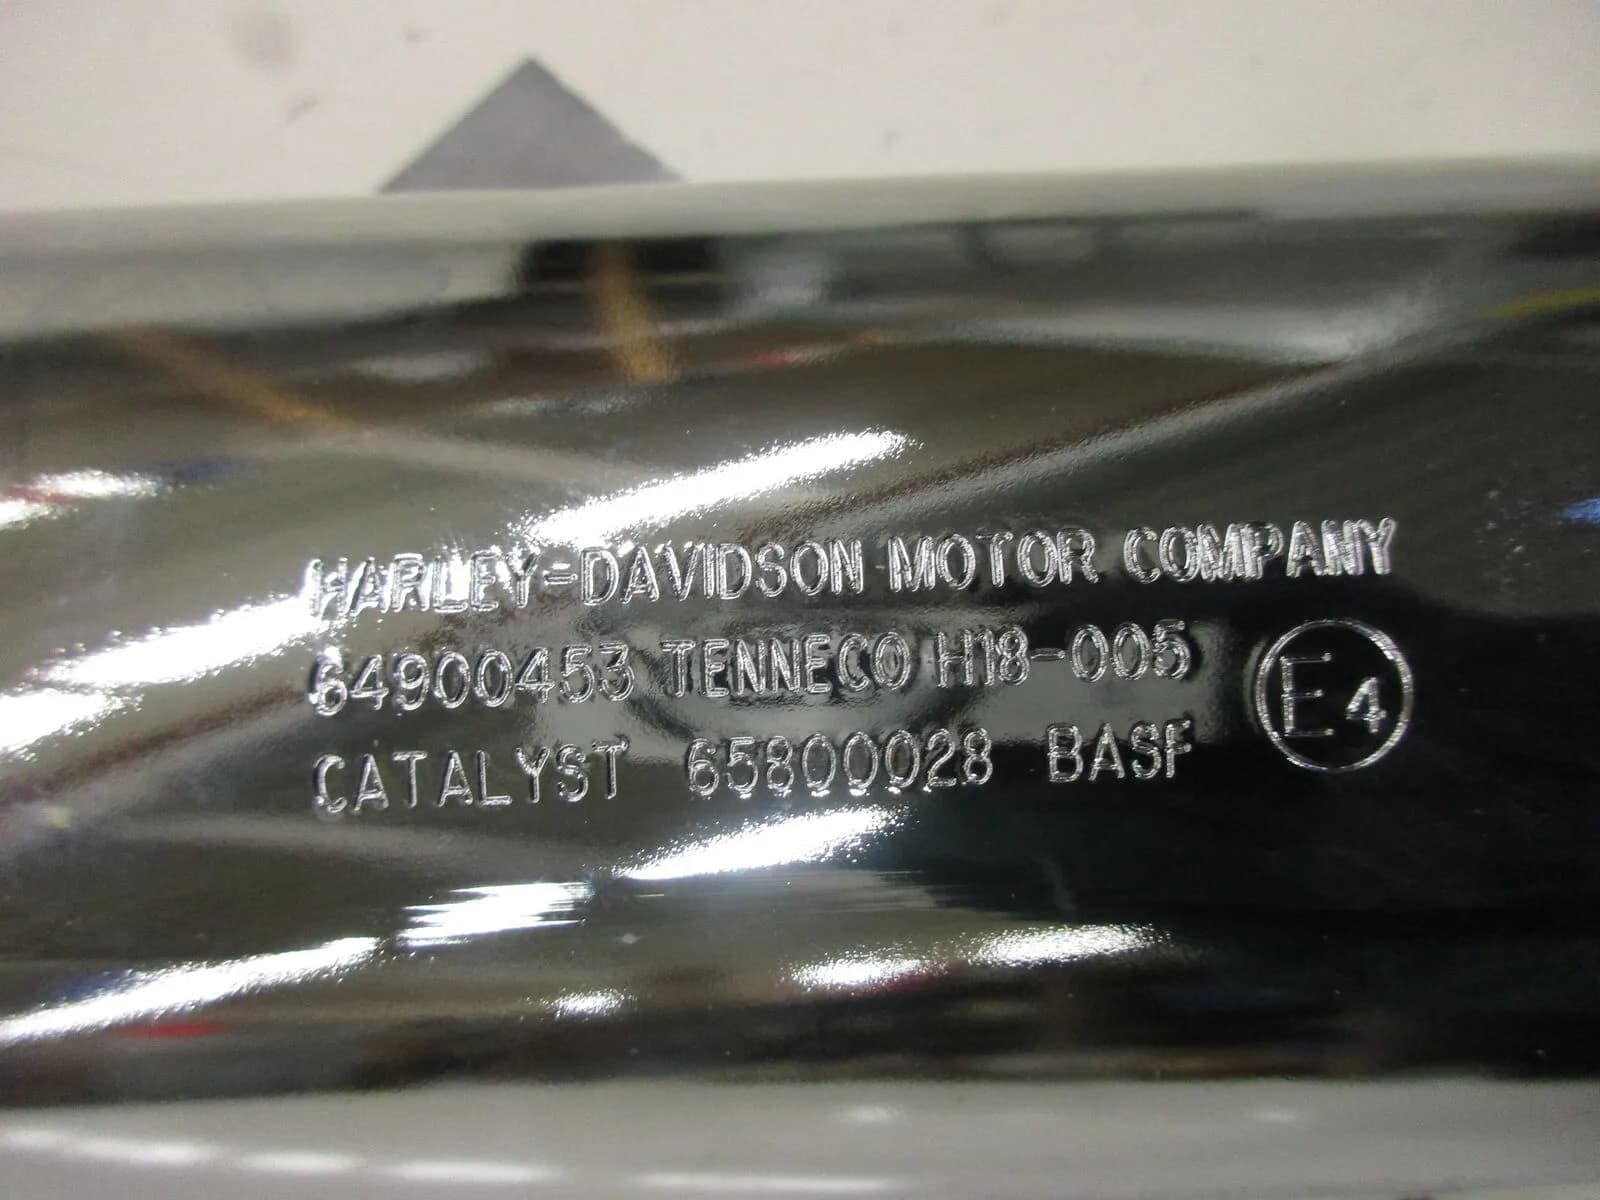 HARLEY-DAVIDSON MOTOR COMPANY
64900453 TENNECO H18-005
CATALYST 65800028 BASF
E4